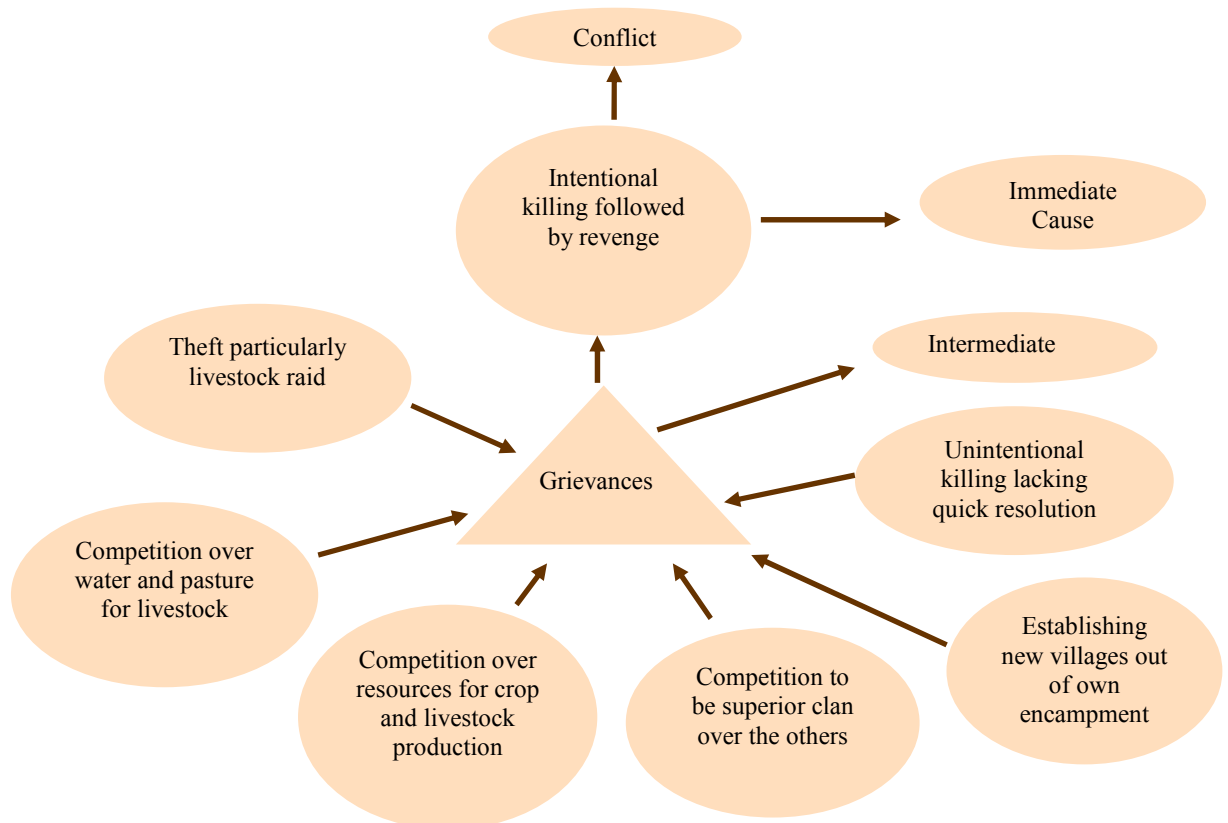 Conflict
Intentional
killing followed
by revenge
Immediate
Cause
Theft particularly
livestock raid
Intermediate
Grievances
Unintentional
killing lacking
quick resolution
Competition over
water and pasture
for livestock
Competition over
resources for crop
and livestock
production
Competition to
be superior clan
over the others
Establishing
new villages out
of own
encampment